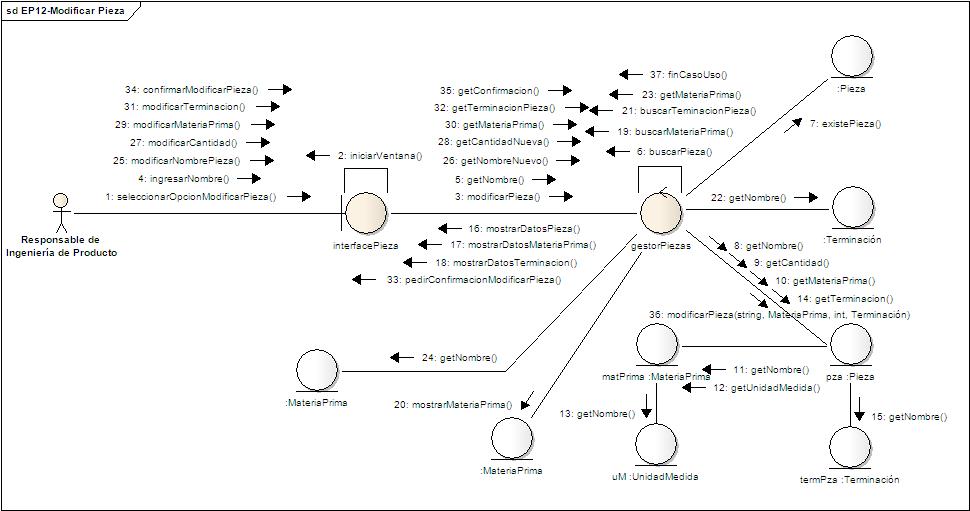 sd EP12-Modificar Pieza
34: confirmarModificarPieza()
31: modificarTerminacion()
29: modificarMateriaPrima()
27: modificarCantidad()
25: modificarNombrePieza()
4: ingresarNombre()
1: seleccionarOpcionModificarPieza()
Responsable de
Ingeniería de Producto
2: iniciarVentana()
interfacePieza
35: getConfirmacion()
32: getTerminacionPieza()
30: getMateriaPrima()
28: getCantidadNueva()
26: getNombreNuevo()
5: getNombre()
3: modificarPieza()
37: finCasoUso()
23: getMateriaPrima()
21: buscarTerminacionPieza()
19: buscarMateriaPrima()
6: buscarPieza()
gestorPiezas
16: mostrarDatosPieza()
17: mostrarDatosMateriaPrima()
18: mostrarDatosTerminacion()
33: pedirConfirmacionModificarPieza()
:Pieza
7: existePieza()
22: getNombre()
:Terminación
8: getNombre()
9: getCantidad()
10: getMateriaPrima()
14: getTerminacion()
36: modificarPieza(string, MateriaPrima, int, Terminación)
24: getNombre()
:MateriaPrima
20: mostrarMateriaPrima()
:MateriaPrima
matPrima :MateriaPrima
11: getNombre()
12: getUnidadMedida()
pza :Pieza
13: getNombre()
uM :UnidadMedida
15: getNombre()
termPza :Terminación